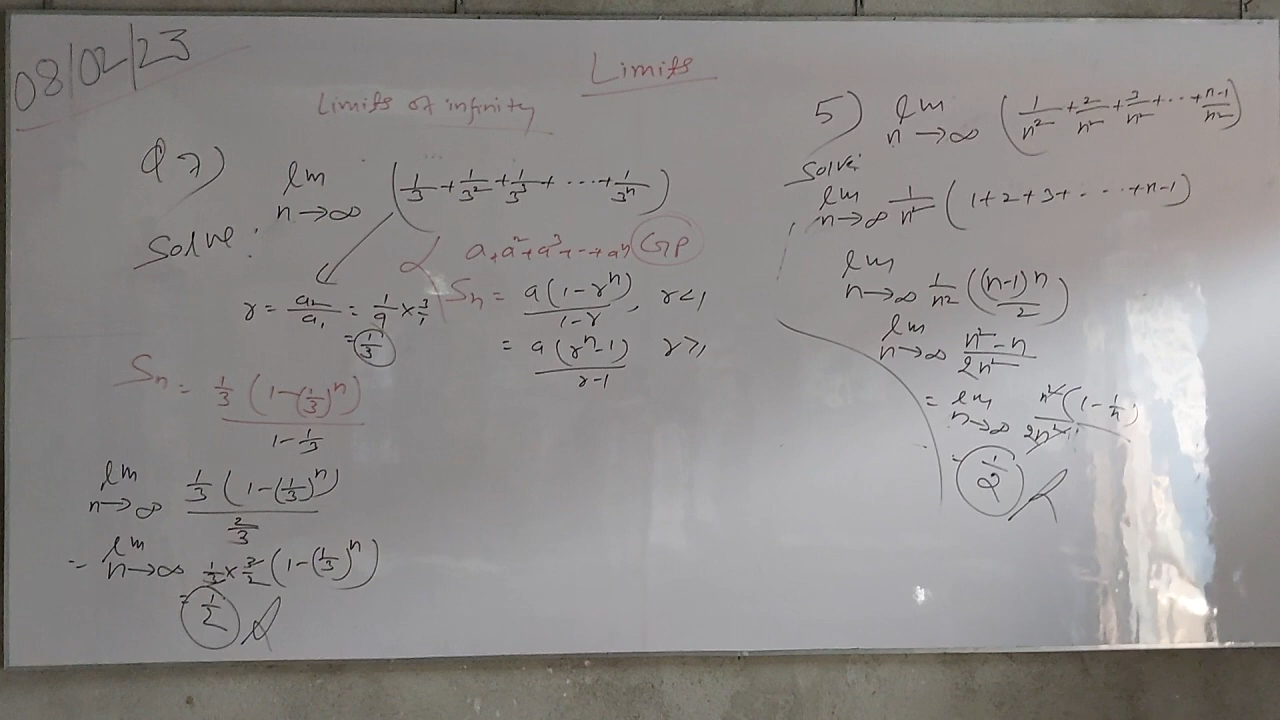 08/02/23
Limits
Limits of infinity
Q 7) lim n→∞ (1/3 + 1/3² + 1/3³ + ... + 1/3ⁿ)
Solve:
a+a²+a³+...+aⁿ GP
r = a₂/a₁ = 1/9 × 3/1
= 1/3
Sₙ = a(1-rⁿ)/1-r, r<1
= a(rⁿ-1)/r-1 r>1
Sₙ = 1/3 (1-(1/3)ⁿ) / 1-1/3
lim n→∞ 1/3 (1-(1/3)ⁿ) / 2/3
= lim n→∞ 1/3 × 3/2 (1-(1/3)ⁿ)
= 1/2
5) lim n→∞ (1/n² + 2/n² + 3/n² + ... + n-1/n²)
Solve:
lim n→∞ 1/n² (1+2+3+ - - - +n-1)
lim n→∞ 1/n² ((n-1)n/2)
lim n→∞ n²-n/2n²
= lim n→∞ n²(1-1/n)/2n²
= 1/2